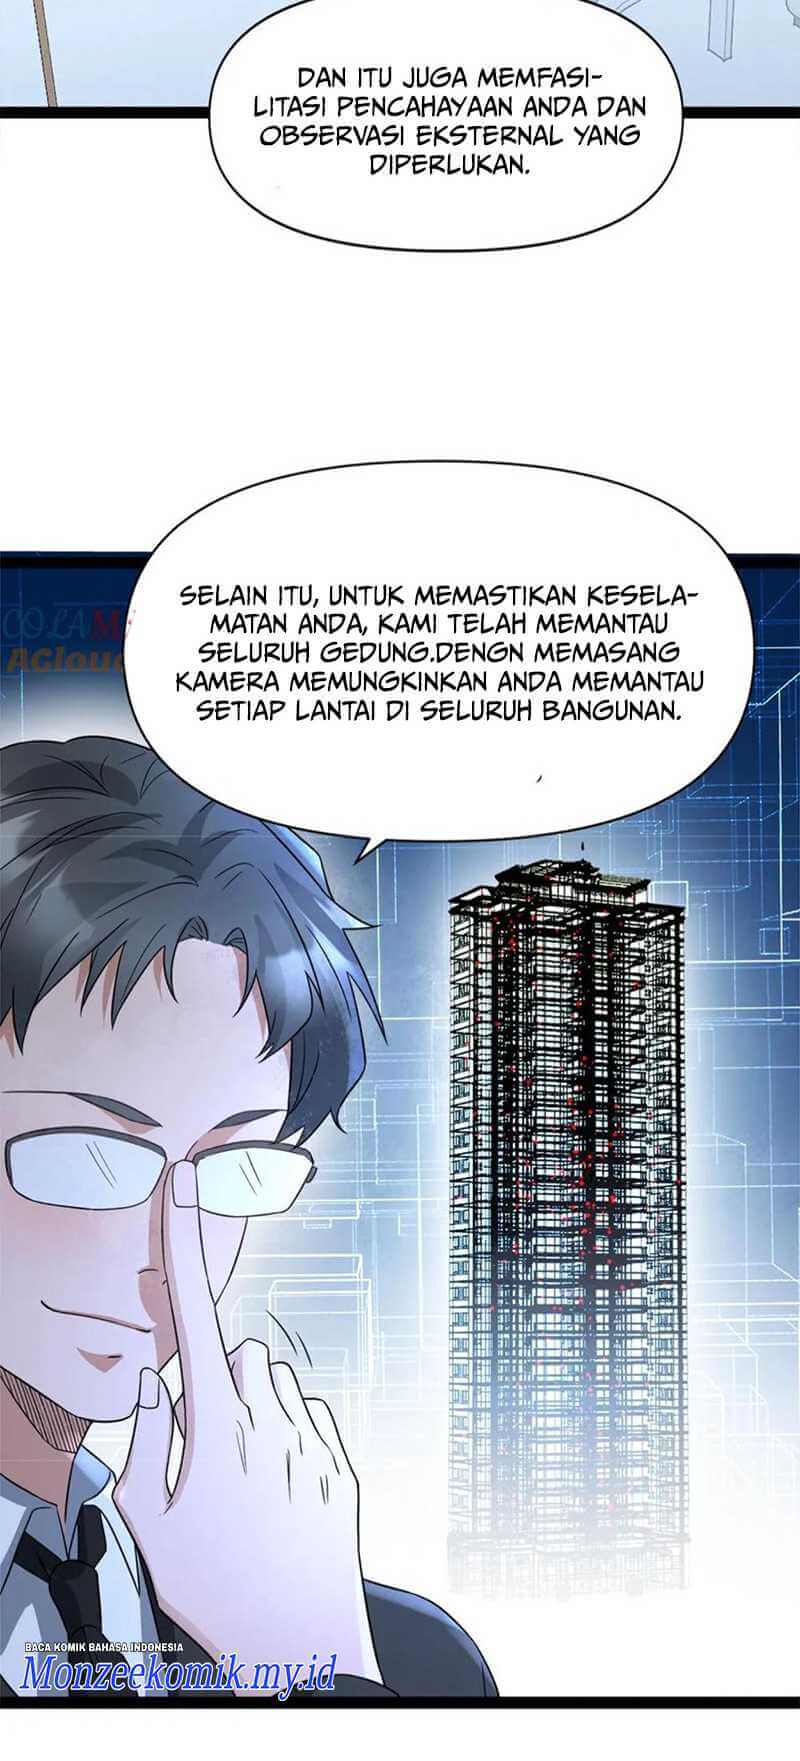 DAN ITU JUGA MEMFASI-
LITASI PENCAHAYAAN ANDA DAN
OBSERVASI EKSTERNAL YANG
DIPERLUKAN.
SELAIN ITU, UNTUK MEMASTIKAN KESELA-
MATAN ANDA, KAMI TELAH MEMANTAU
SELURUH GEDUNG.DENGN MEMASANG
KAMERA MEMUNGKINKAN ANDA MEMANTAU
SETIAP LANTAI DI SELURUH BANGUNAN.
COLAM
AGlou
BACA KOMIK BAHASA INDONESIA
Monzeekomik.my.id